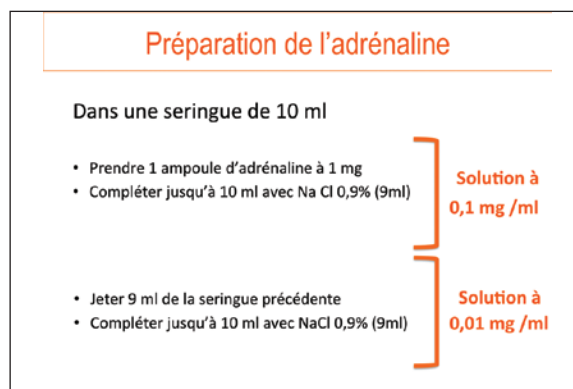 Préparation de l'adrénaline
Dans une seringue de 10 ml
• Prendre 1 ampoule d'adrénaline à 1 mg
• Compléter jusqu'à 10 ml avec Na Cl 0,9% (9ml)
Solution à
0,1 mg /ml
• Jeter 9 ml de la seringue précédente
• Compléter jusqu'à 10 ml avec NaCl 0,9% (9ml)
Solution à
0,01 mg /ml